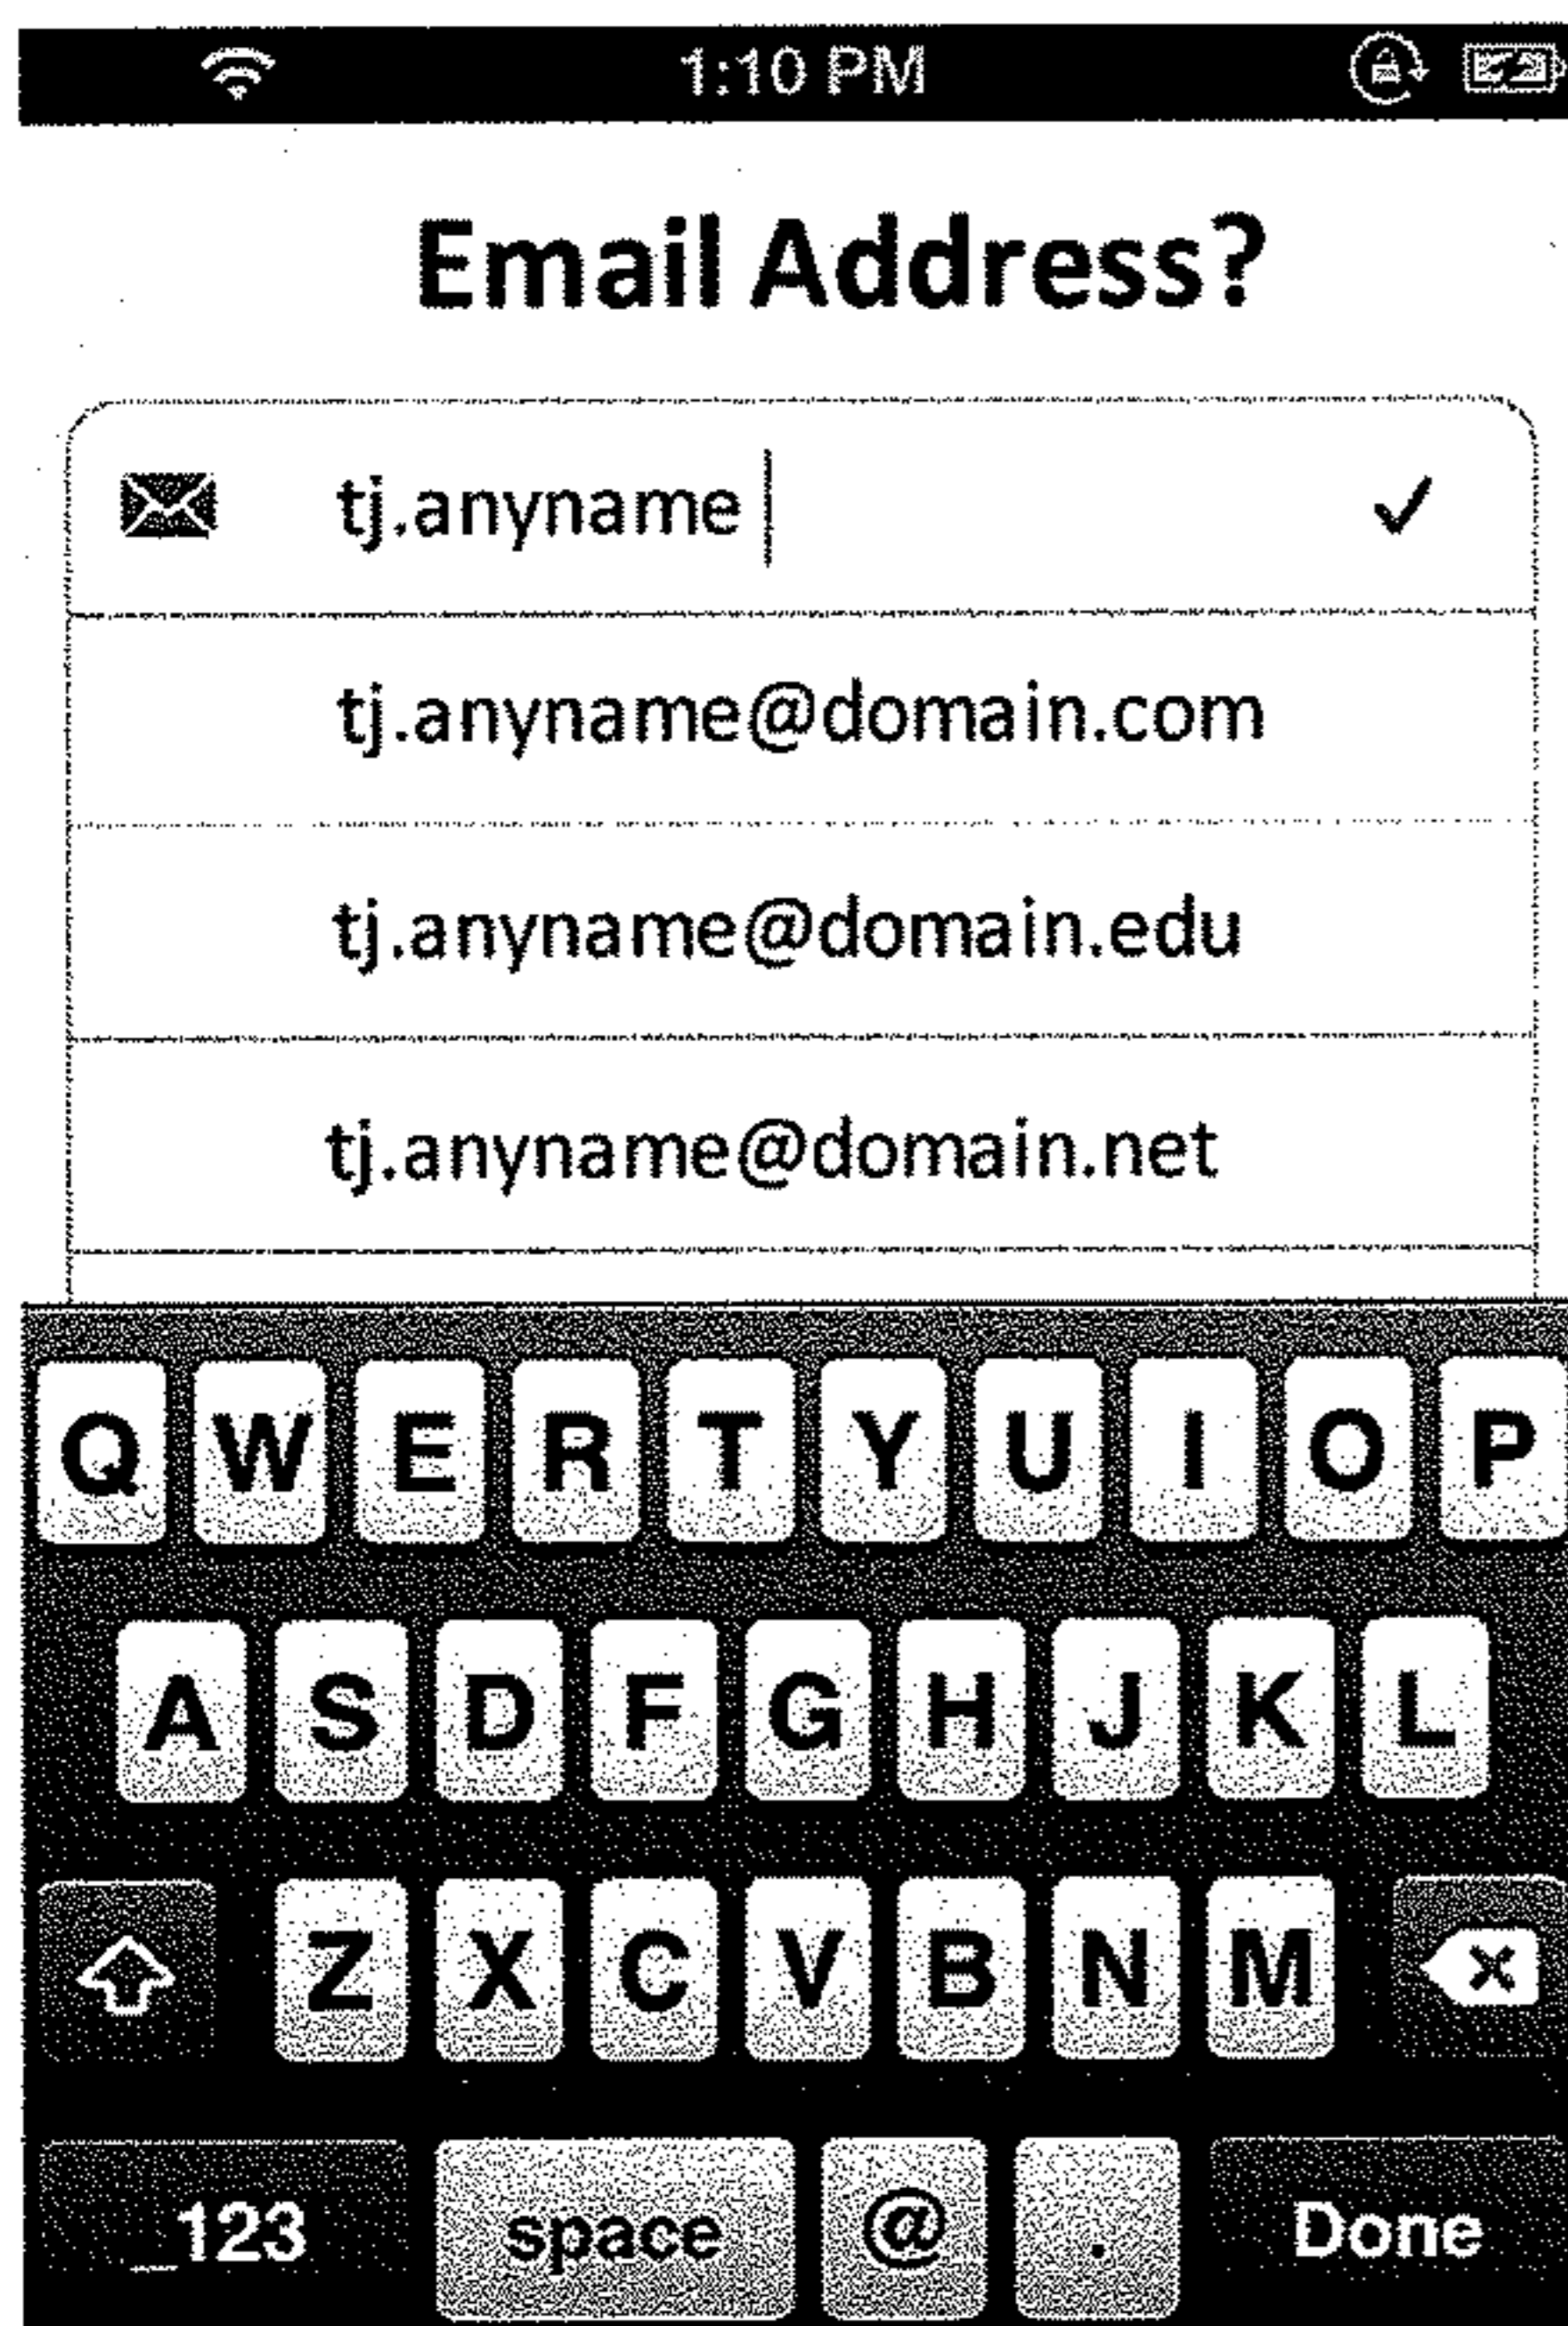 1:10 PM
Email Address?
tj.anyname
tj.anyname@domain.com
tj.anyname@domain.edu
tj.anyname@domain.net
Q W E R T Y U I O P
A S D F G H J K L
Z X C V B N M
_123 space @ . Done